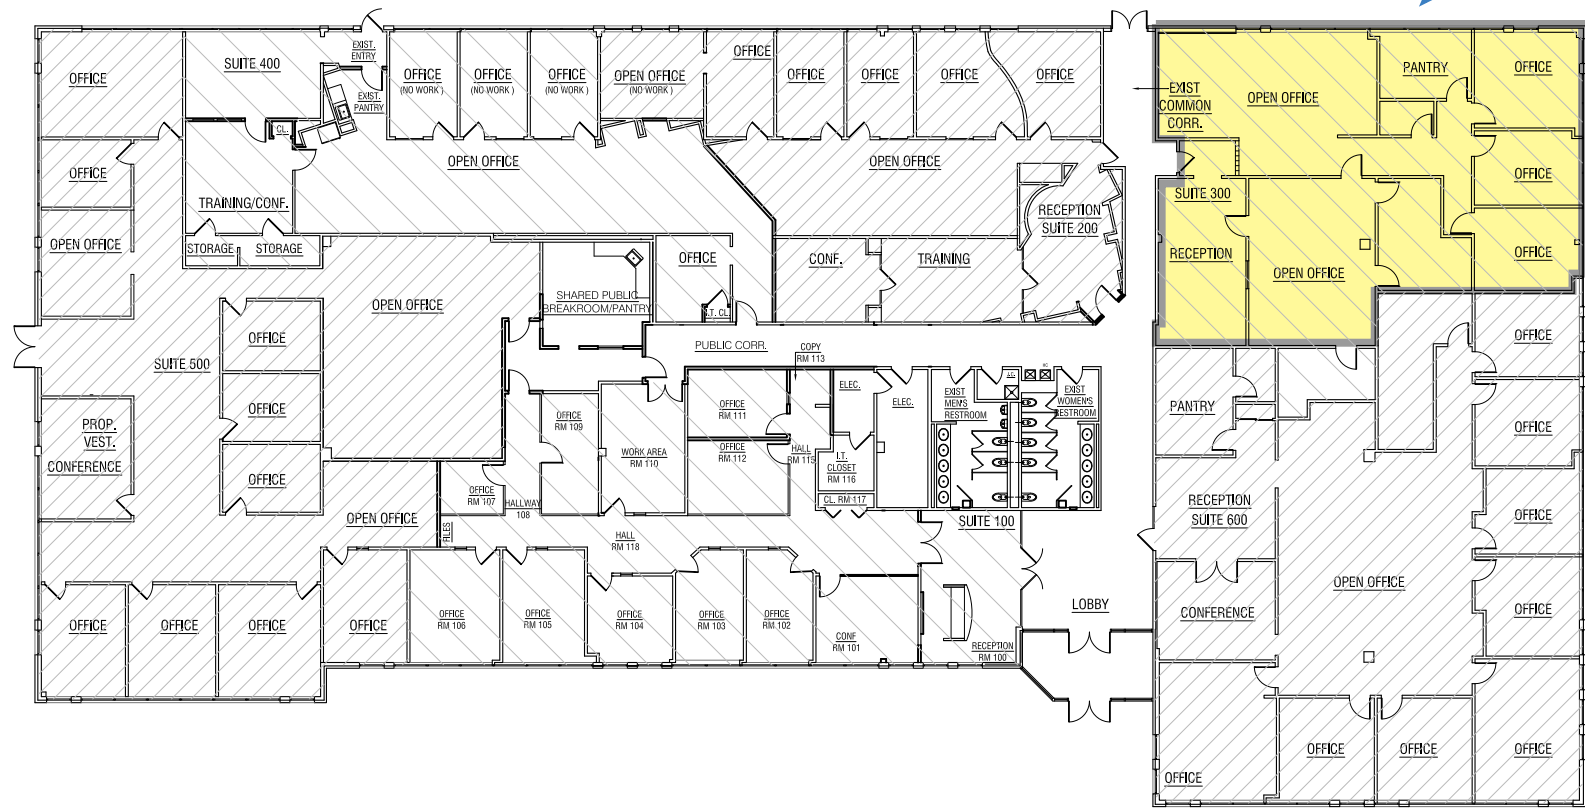 OFFICE
SUITE 400
EXIST.
ENTRY
EXIST.
PANTRY
OFFICE
(NO WORK )
OFFICE
(NO WORK )
OFFICE
(NO WORK )
OPEN OFFICE
(NO WORK )
OFFICE
OFFICE
OFFICE
OFFICE
OFFICE
EXIST
COMMON
CORR.
OPEN OFFICE
PANTRY
OFFICE
CL.
OFFICE
TRAINING/CONF.
OPEN OFFICE
OPEN OFFICE
OFFICE
SUITE 300
RECEPTION
SUITE 200
OPEN OFFICE
STORAGE
STORAGE
OFFICE
CONF.
TRAINING
RECEPTION
OPEN OFFICE
OFFICE
OPEN OFFICE
SHARED PUBLIC
BREAKROOM/PANTRY
I.T. CL.
OFFICE
SUITE 500
PUBLIC CORR.
COPY
RM 113
OFFICE
OFFICE
PROP.
VEST.
CONFERENCE
OFFICE
RM 109
OFFICE
RM 111
ELEC.
ELEC.
EXIST
MEN'S
RESTROOM
EXIST
WOMEN'S
RESTROOM
PANTRY
OFFICE
OFFICE
WORK AREA
RM 110
OFFICE
RM 112
HALL
RM 115
I.T.
CLOSET
RM 116
OFFICE
RM 107
HALLWAY
108
CL. RM 117
RECEPTION
SUITE 600
OFFICE
OPEN OFFICE
FILES
HALL
RM 118
SUITE 100
OPEN OFFICE
LOBBY
CONFERENCE
OFFICE
OFFICE
OFFICE
OFFICE
OFFICE
OFFICE
RM 106
OFFICE
RM 105
OFFICE
RM 104
OFFICE
RM 103
OFFICE
RM 102
CONF
RM 101
RECEPTION
RM 100
OFFICE
OFFICE
OFFICE
OFFICE